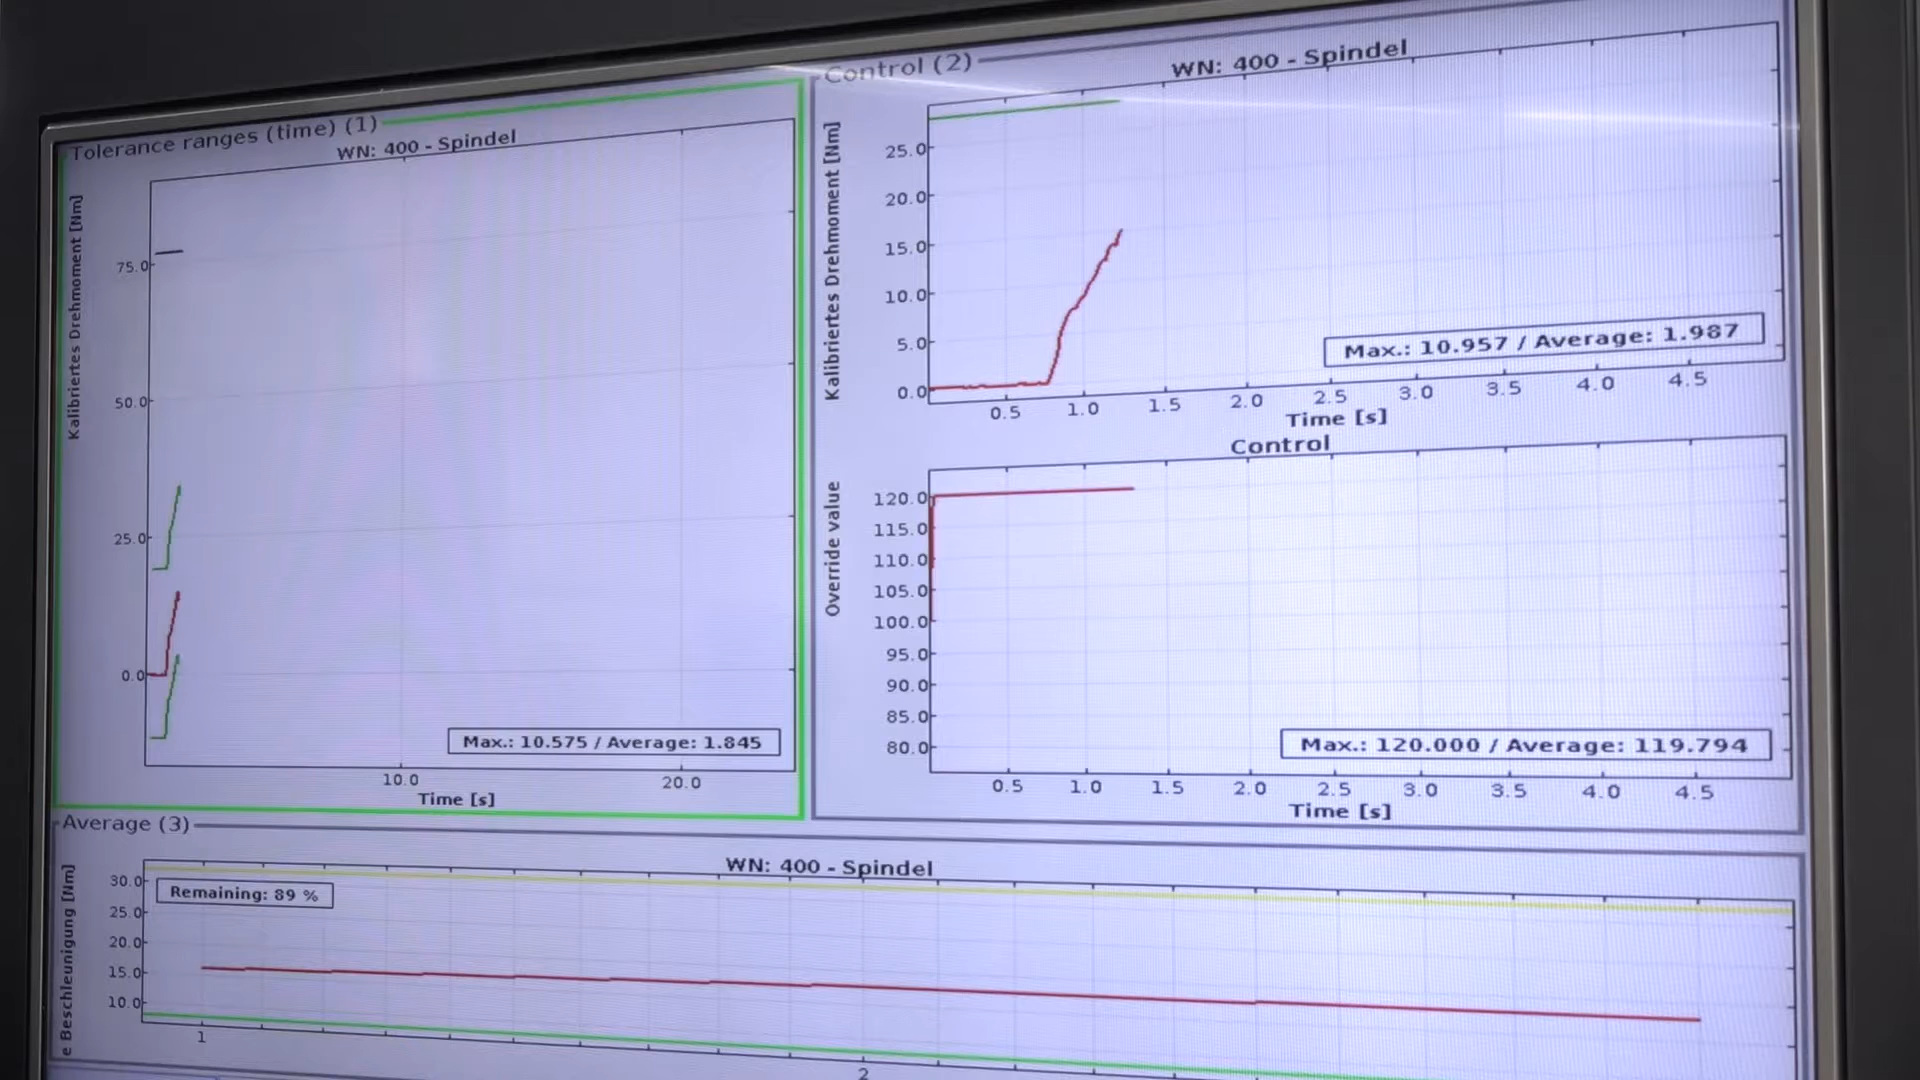 Tolerance ranges (time) (1)
WN: 400 - Spindel
Kalibriertes Drehmoment [Nm]
75.0
50.0
25.0
0.0
Max.: 10.575 / Average: 1.845
10.0 20.0
Time [s]
Control (2)
WN: 400 - Spindel
Kalibriertes Drehmoment [Nm]
25.0
20.0
15.0
10.0
5.0
0.0
Max.: 10.957 / Average: 1.987
0.5 1.0 1.5 2.0 2.5 3.0 3.5 4.0 4.5
Time [s]
Control
Override value
120.0
115.0
110.0
105.0
100.0
95.0
90.0
85.0
80.0
Max.: 120.000 / Average: 119.794
0.5 1.0 1.5 2.0 2.5 3.0 3.5 4.0 4.5
Time [s]
Average (3)
WN: 400 - Spindel
e Beschleunigung [Nm]
30.0
25.0
20.0
15.0
10.0
Remaining: 89 %
1 2